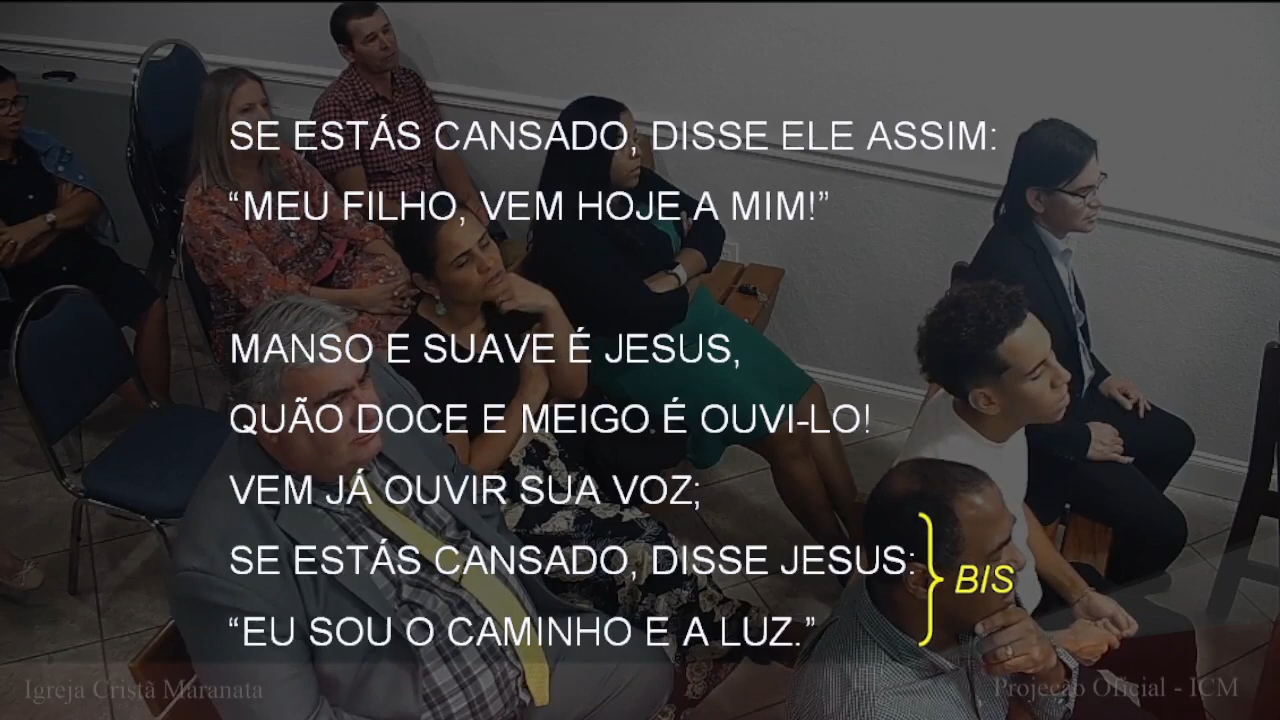 SE ESTÁS CANSADO, DISSE ELE ASSIM:
“MEU FILHO, VEM HOJE A MIM!”
MANSO E SUAVE É JESUS,
QUÃO DOCE E MEIGO É OUVI-LO!
VEM JÁ OUVIR SUA VOZ;
SE ESTÁS CANSADO, DISSE JESUS:
“EU SOU O CAMINHO E A LUZ.”
BIS
Igreja Cristã Maranata
Projeção Oficial - ICM